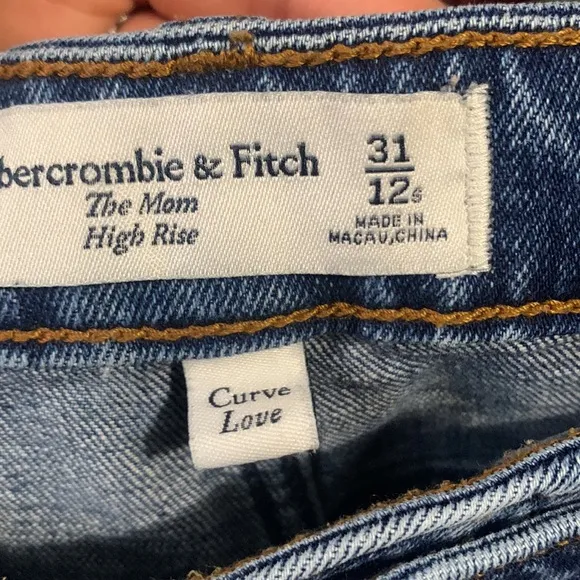 bercrombie & Fitch
The Mom
High Rise
31
12s
MADE IN
MACAU,CHINA
Curve
Love